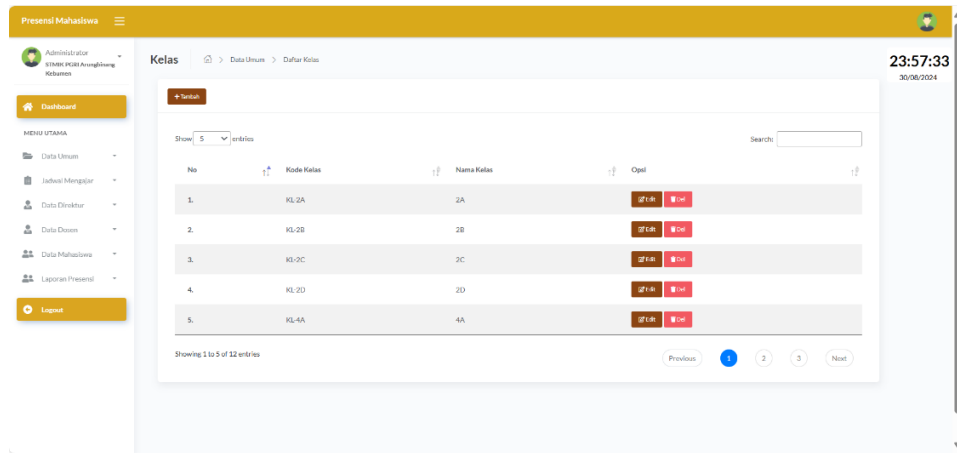 Presensi Mahasiswa
Administrator
STMIK PGRI Arungbinang
Kebumen
Kelas
Data Umum > Daftar Kelas
23:57:33
30/08/2024
Dashboard
+Tambah
MENU UTAMA
Data Umum
Jadwal Mengajar
Data Direktur
Data Dosen
Data Mahasiswa
Laporan Presensi
Logout
Show 5 entries
Search:
No Kode Kelas Nama Kelas Opsi
1. KL-2A 2A Edit Del
2. KL-2B 2B Edit Del
3. KL-2C 2C Edit Del
4. KL-2D 2D Edit Del
5. KL-4A 4A Edit Del
Showing 1 to 5 of 12 entries
Previous 1 2 3 Next